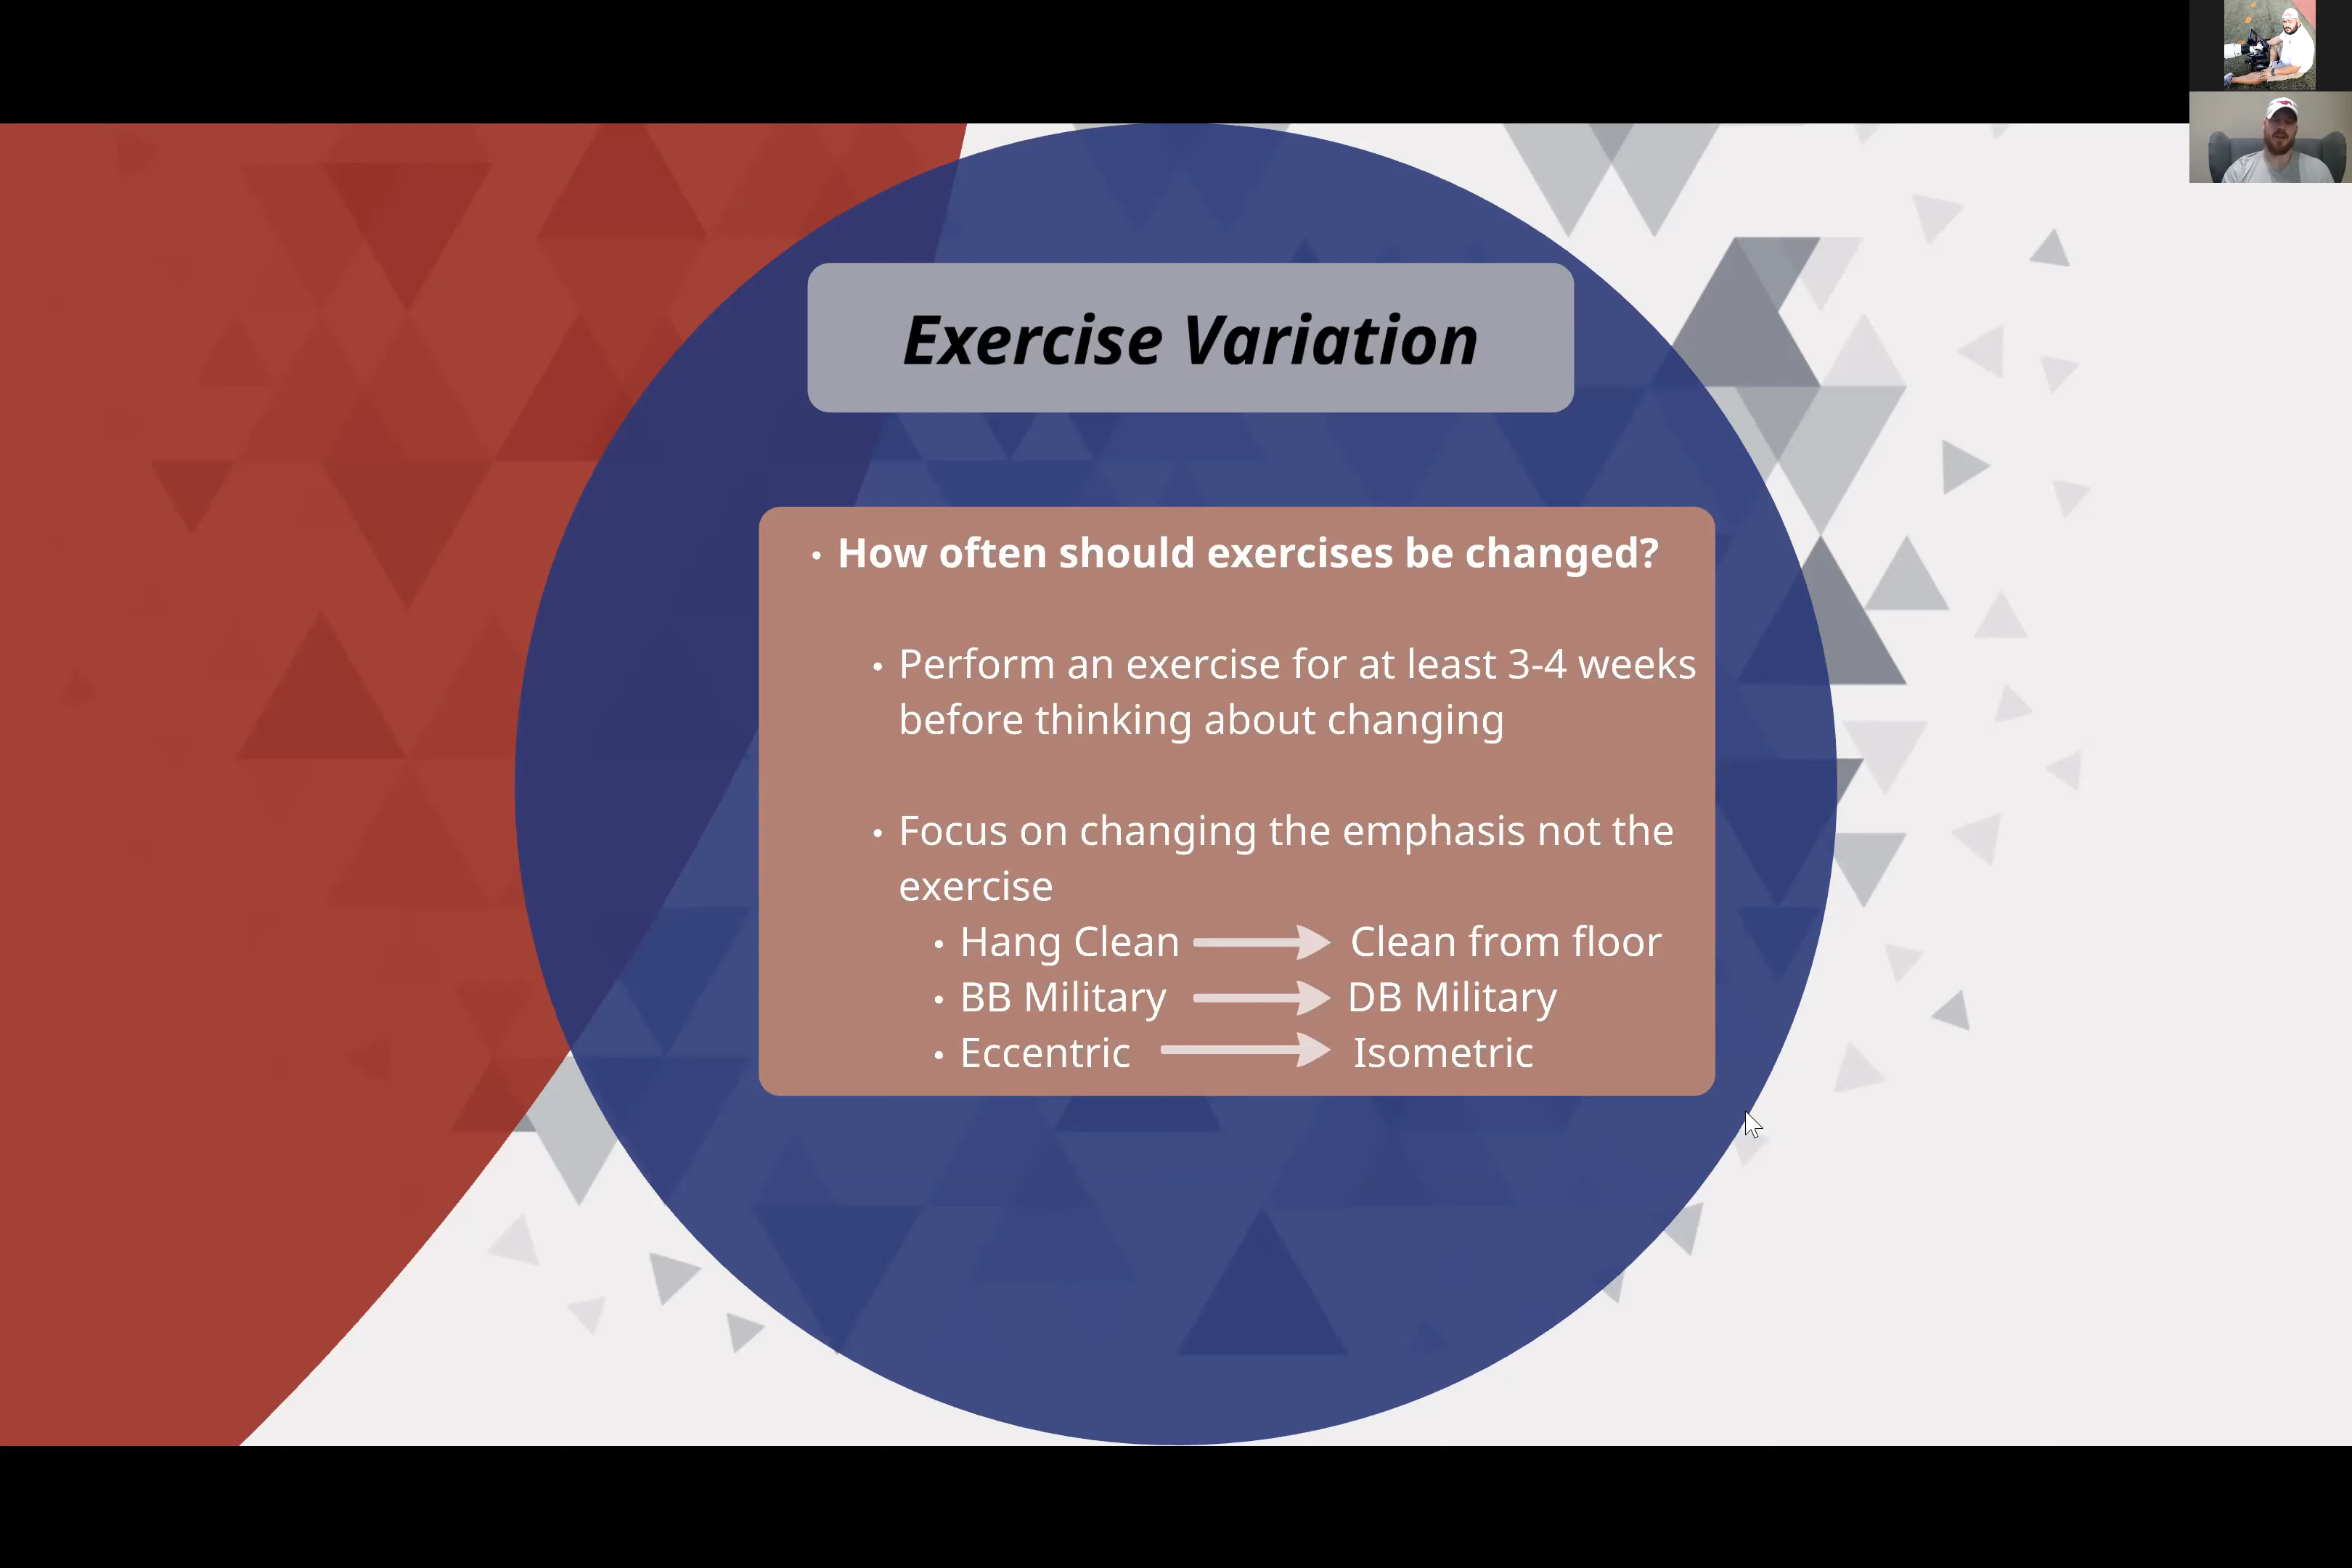 Exercise Variation
• How often should exercises be changed?
• Perform an exercise for at least 3-4 weeks
before thinking about changing
• Focus on changing the emphasis not the
exercise
• Hang Clean Clean from floor
• BB Military DB Military
• Eccentric Isometric